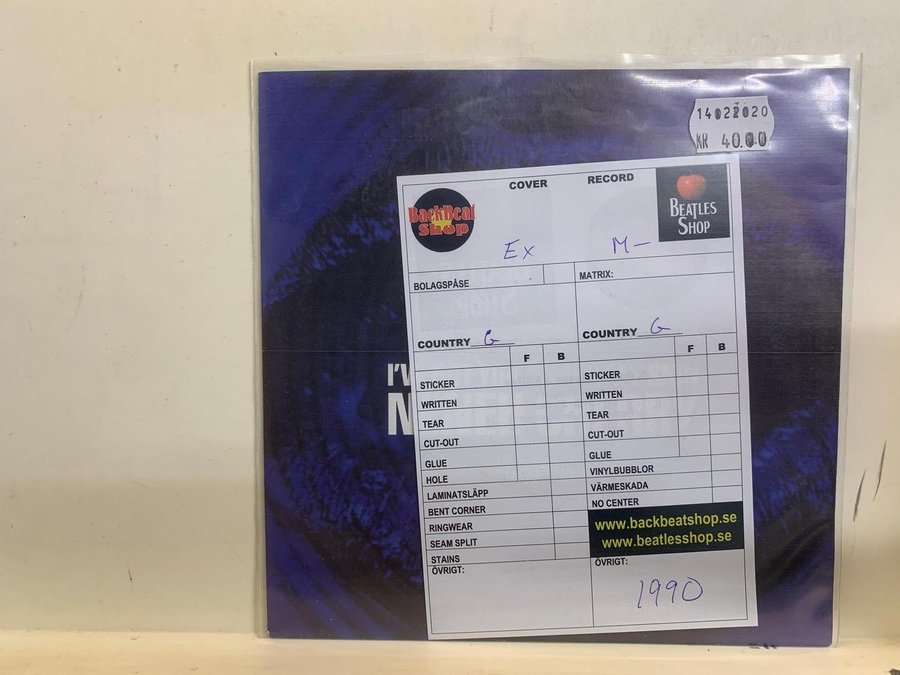 14022020
KR 40.00
COVER RECORD
BackBeat
Shop
BEATLES
SHOP
Ex M-
BOLAGSPÅSE
MATRIX:
COUNTRY G
COUNTRY G
F B
F B
STICKER
WRITTEN
TEAR
CUT-OUT
GLUE
HOLE
LAMINATSLÄPP
BENT CORNER
RINGWEAR
SEAM SPLIT
STAINS
ÖVRIGT:
STICKER
WRITTEN
TEAR
CUT-OUT
GLUE
VINYLBUBBLOR
VÄRMESKADA
NO CENTER
www.backbeatshop.se
www.beatlesshop.se
ÖVRIGT:
1990